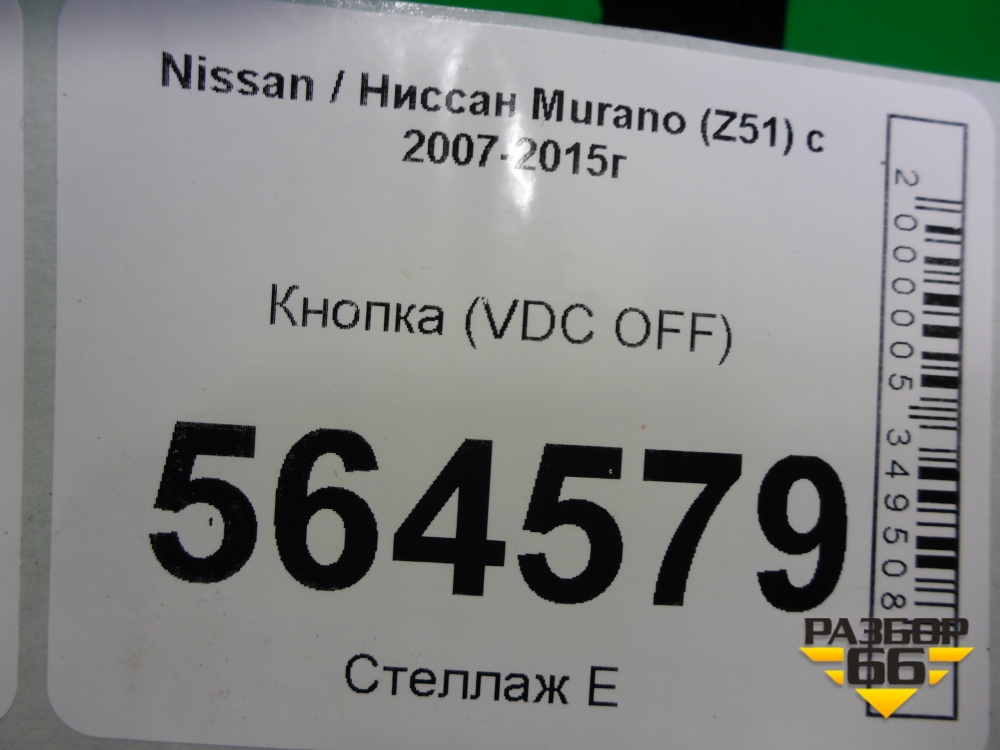 Nissan / Ниссан Murano (Z51) с
2007-2015г
Кнопка (VDC OFF)
564579
Стеллаж Е
2000005349508
РАЗБОР
66